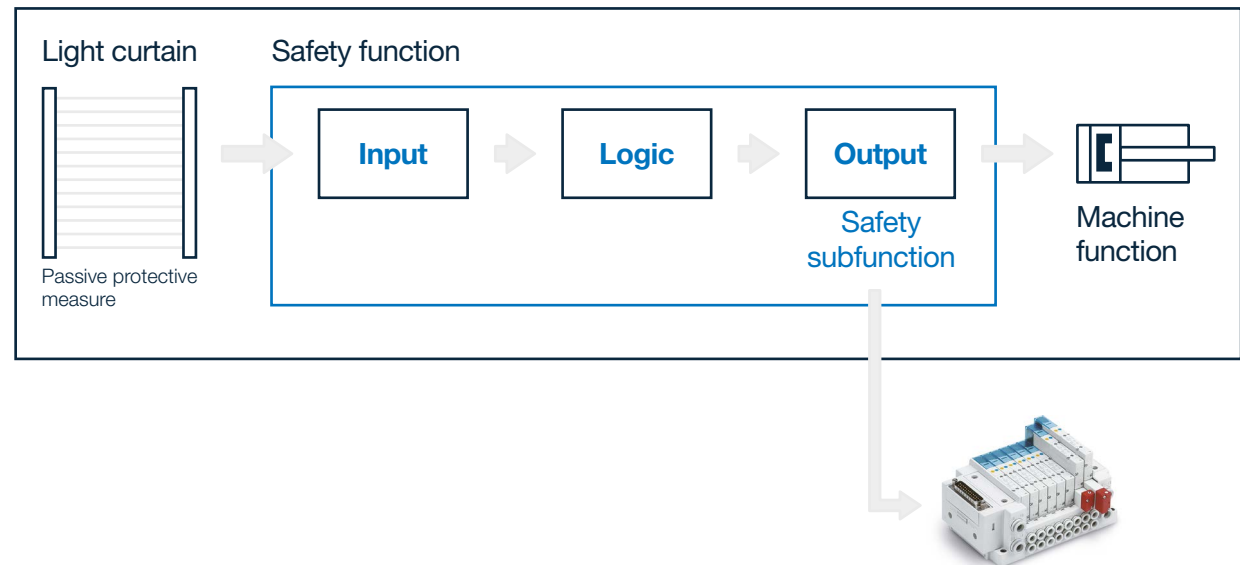 Light curtain
Safety function
Input
Logic
Output
Safety
subfunction
Machine
function
Passive protective
measure